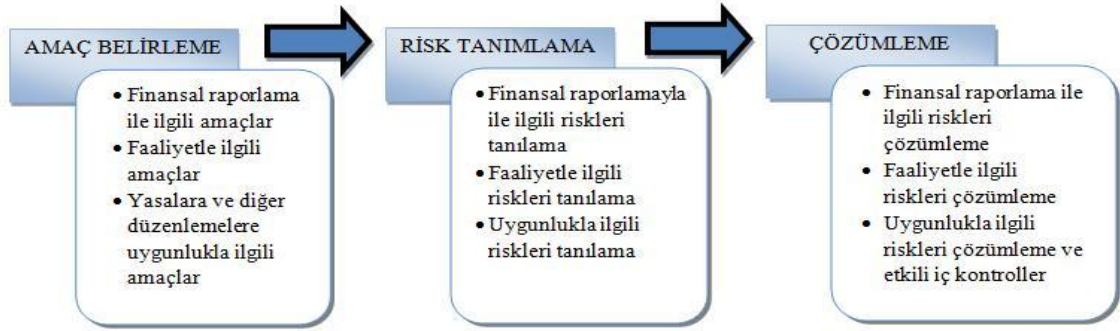 AMAÇ BELİRLEME
• Finansal raporlama
ile ilgili amaçlar
• Faaliyetle ilgili
amaçlar
• Yasalara ve diğer
düzenlemelere
uygunlukla ilgili
amaçlar
RİSK TANIMLAMA
• Finansal raporlamayla
ile ilgili riskleri
tanılama
• Faaliyetle ilgili
riskleri tanılama
• Uygunlukla ilgili
riskleri tanılama
ÇÖZÜMLEME
• Finansal raporlama ile
ilgili riskleri
çözümleme
• Faaliyetle ilgili
riskleri çözümleme
• Uygunlukla ilgili
riskleri çözümleme ve
etkili iç kontroller